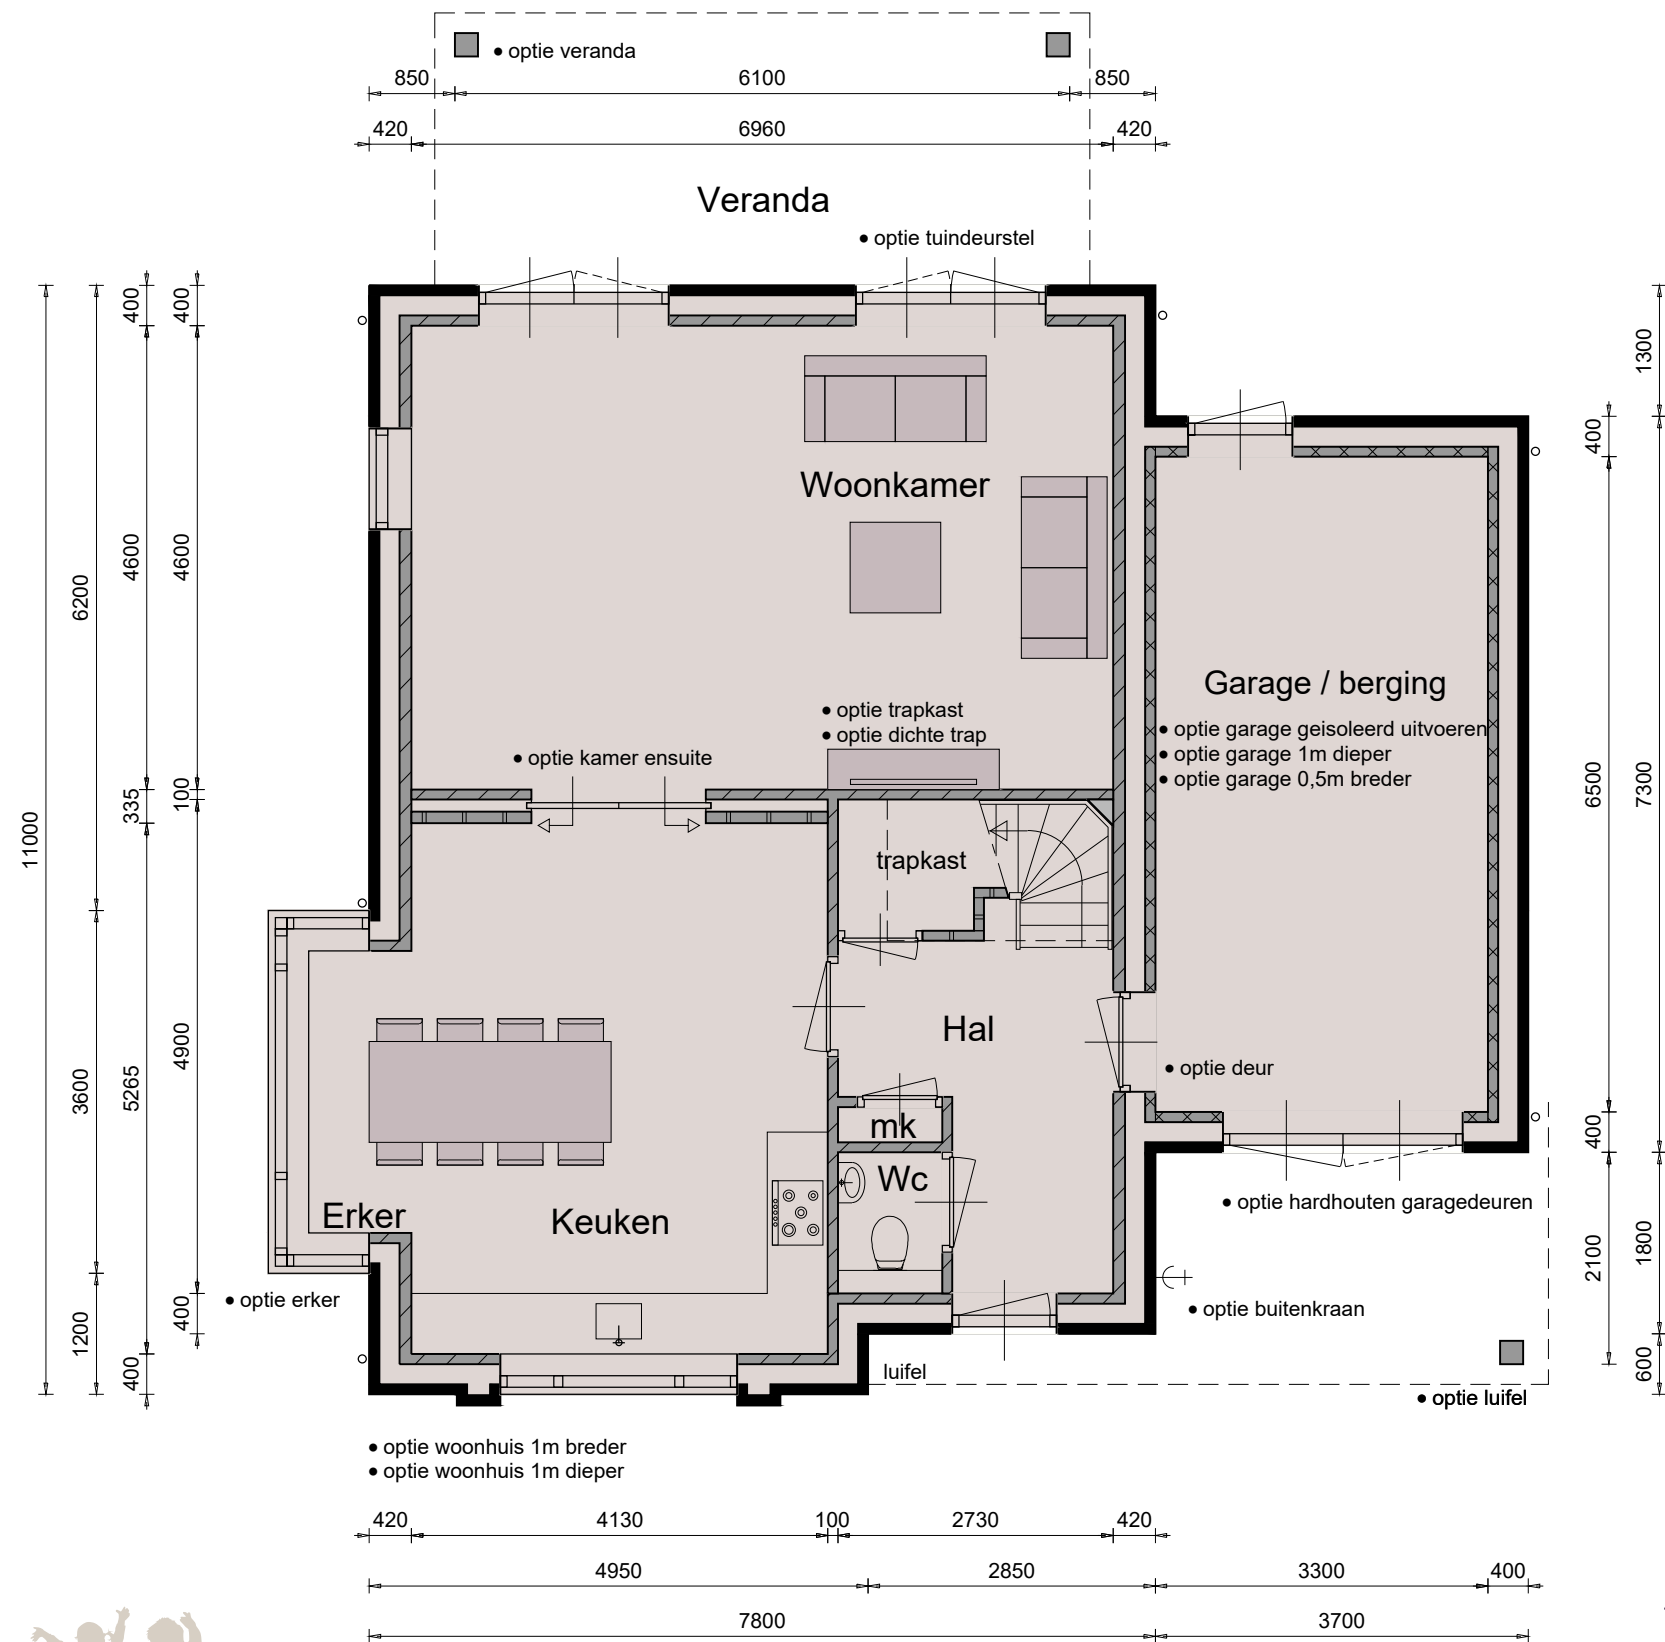 • optie veranda
850
6100
850
420
6960
420
Veranda
• optie tuindeurstel
400
400
1300
400
Woonkamer
4600
4600
6200
Garage / berging
• optie trapkast
• optie dichte trap
• optie garage geisoleerd uitvoeren
• optie garage 1m dieper
• optie garage 0,5m breder
• optie kamer ensuite
6500
7300
335
100
11000
trapkast
Hal
4900
• optie deur
3600
5265
mk
400
Wc
Erker
Keuken
• optie hardhouten garagedeuren
2100
1800
• optie erker
• optie buitenkraan
1200
400
400
luifel
600
• optie luifel
• optie woonhuis 1m breder
• optie woonhuis 1m dieper
420
4130
100
2730
420
4950
2850
3300
400
7800
3700